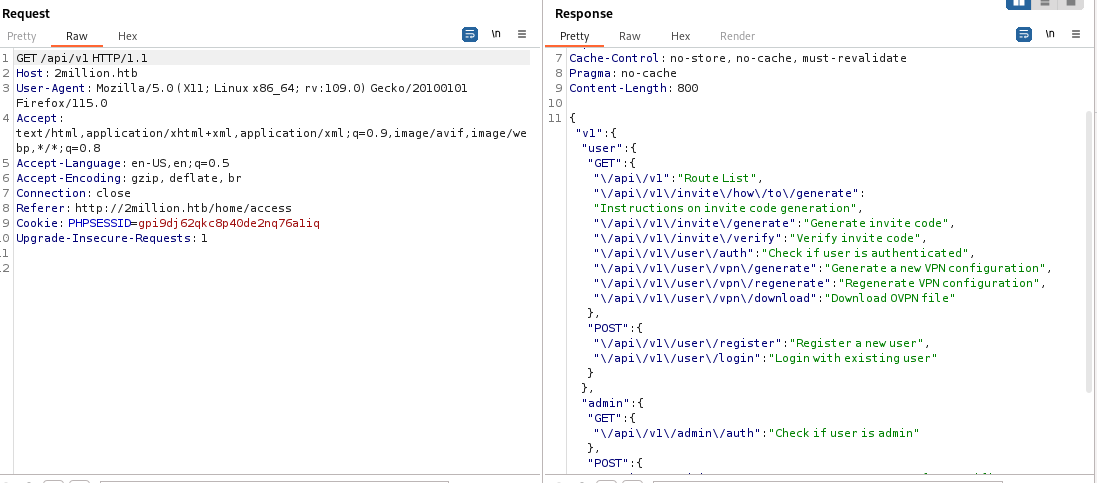 Request
Pretty Raw Hex
\n
1 GET /api/v1 HTTP/1.1
2 Host: 2million.htb
3 User-Agent: Mozilla/5.0 (X11; Linux x86_64; rv:109.0) Gecko/20100101
Firefox/115.0
4 Accept:
text/html,application/xhtml+xml,application/xml;q=0.9,image/avif,image/we
bp,*/*;q=0.8
5 Accept-Language: en-US,en;q=0.5
6 Accept-Encoding: gzip, deflate, br
7 Connection: close
8 Referer: http://2million.htb/home/access
9 Cookie: PHPSESSID=gpi9dj62qkc8p40de2nq76a1iq
10 Upgrade-Insecure-Requests: 1
11
12
Response
Pretty Raw Hex Render
\n
7 Cache-Control: no-store, no-cache, must-revalidate
8 Pragma: no-cache
9 Content-Length: 800
10
11 {
"v1":{
"user":{
"GET":{
"\/api\/v1":"Route List",
"\/api\/v1\/invite\/how\/to\/generate":
"Instructions on invite code generation",
"\/api\/v1\/invite\/generate":"Generate invite code",
"\/api\/v1\/invite\/verify":"Verify invite code",
"\/api\/v1\/user\/auth":"Check if user is authenticated",
"\/api\/v1\/user\/vpn\/generate":"Generate a new VPN configuration",
"\/api\/v1\/user\/vpn\/regenerate":"Regenerate VPN configuration",
"\/api\/v1\/user\/vpn\/download":"Download OVPN file"
},
"POST":{
"\/api\/v1\/user\/register":"Register a new user",
"\/api\/v1\/user\/login":"Login with existing user"
}
},
"admin":{
"GET":{
"\/api\/v1\/admin\/auth":"Check if user is admin"
},
"POST":{